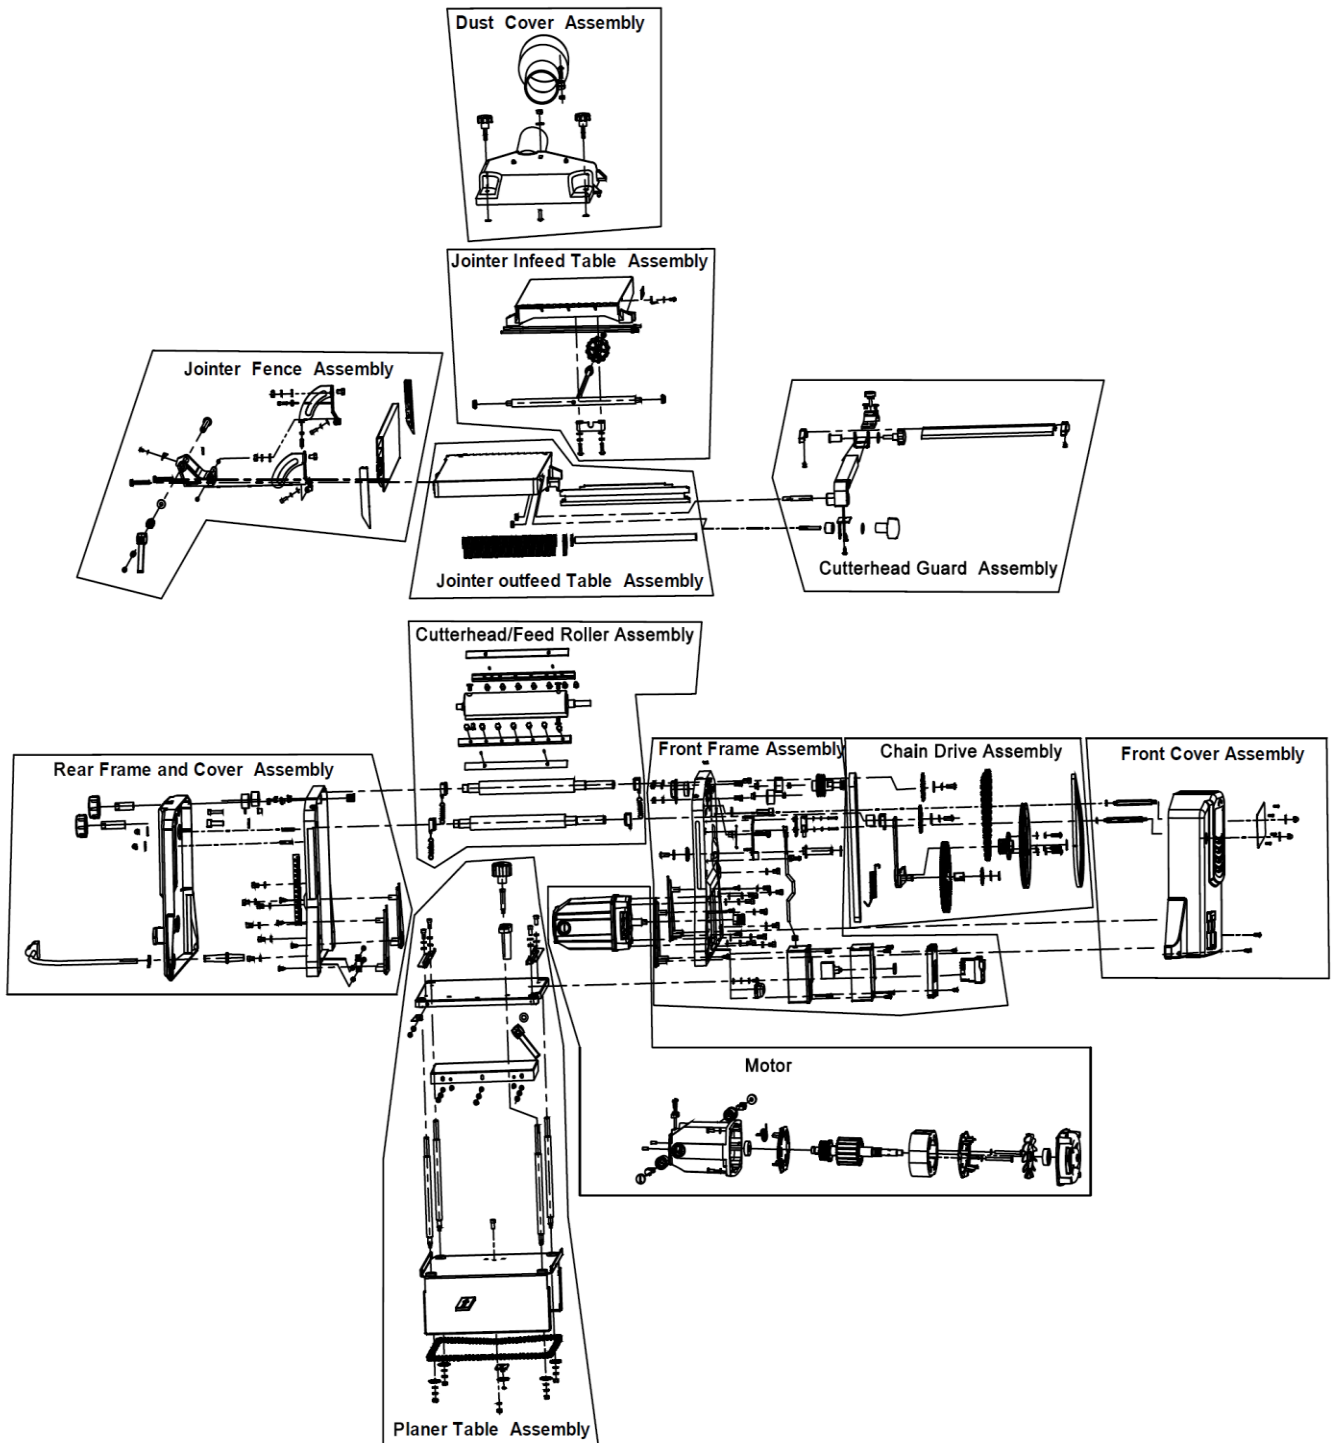 Dust Cover Assembly
Jointer Infeed Table Assembly
Jointer Fence Assembly
Cutterhead Guard Assembly
Jointer outfeed Table Assembly
Cutterhead/Feed Roller Assembly
Rear Frame and Cover Assembly
Front Frame Assembly
Chain Drive Assembly
Front Cover Assembly
Motor
Planer Table Assembly